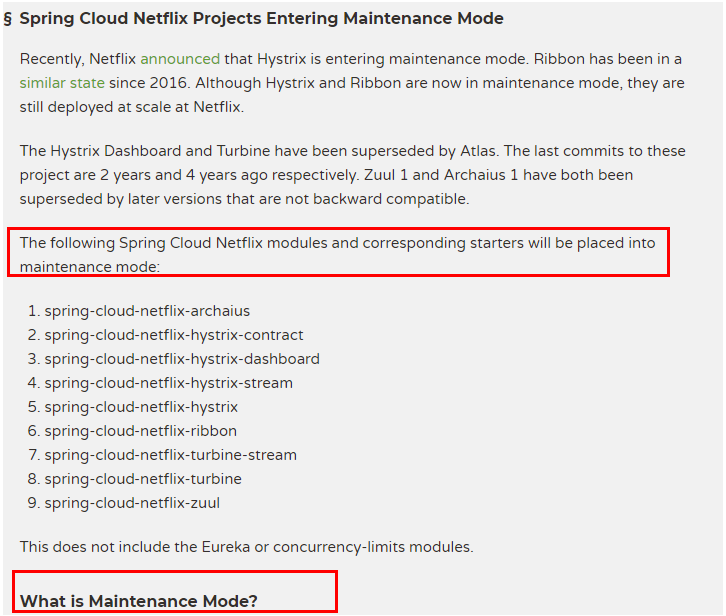 § Spring Cloud Netflix Projects Entering Maintenance Mode
Recently, Netflix announced that Hystrix is entering maintenance mode. Ribbon has been in a
similar state since 2016. Although Hystrix and Ribbon are now in maintenance mode, they are
still deployed at scale at Netflix.
The Hystrix Dashboard and Turbine have been superseded by Atlas. The last commits to these
project are 2 years and 4 years ago respectively. Zuul 1 and Archaius 1 have both been
superseded by later versions that are not backward compatible.
The following Spring Cloud Netflix modules and corresponding starters will be placed into
maintenance mode:
1. spring-cloud-netflix-archaius
2. spring-cloud-netflix-hystrix-contract
3. spring-cloud-netflix-hystrix-dashboard
4. spring-cloud-netflix-hystrix-stream
5. spring-cloud-netflix-hystrix
6. spring-cloud-netflix-ribbon
7. spring-cloud-netflix-turbine-stream
8. spring-cloud-netflix-turbine
9. spring-cloud-netflix-zuul
This does not include the Eureka or concurrency-limits modules.
What is Maintenance Mode?